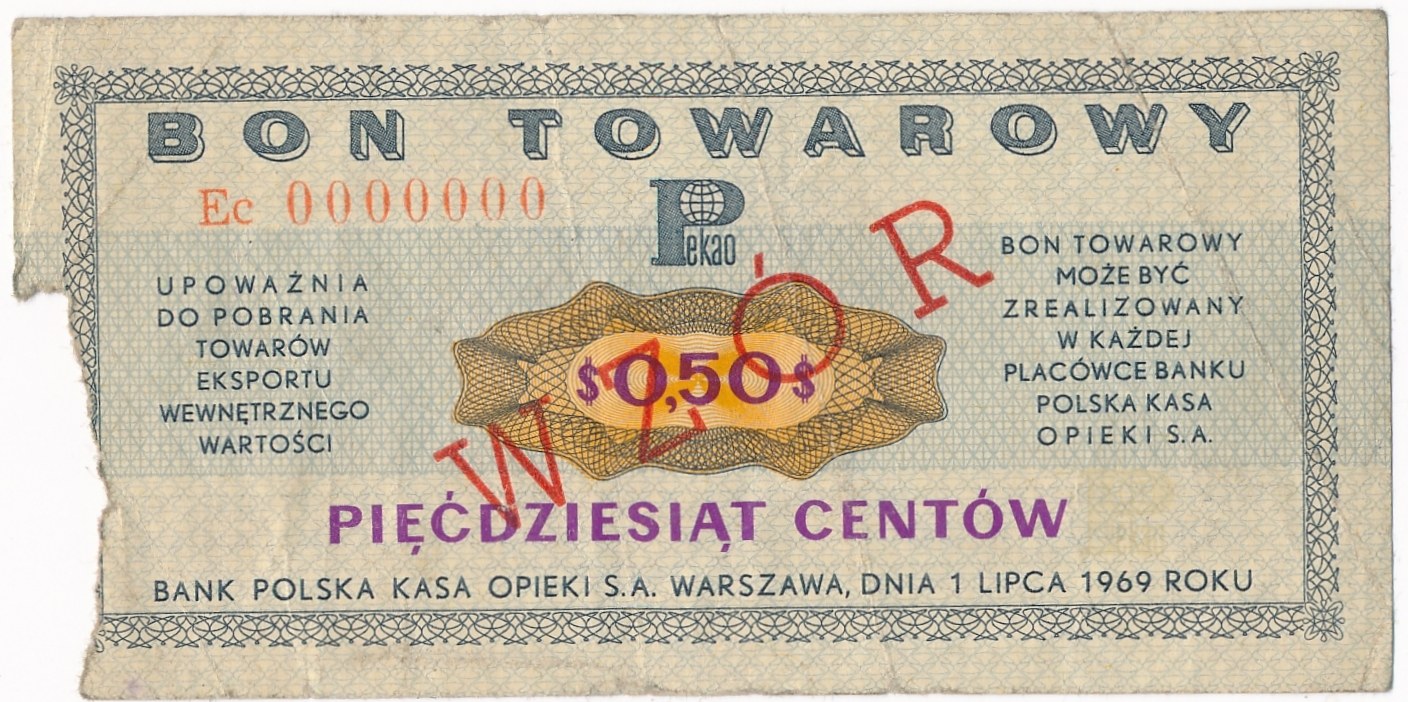 BON TOWAROWY
Ec 0000000
Pekao
UPOWAŻNIA
DO POBRANIA
TOWARÓW
EKSPORTU
WEWNĘTRZNEGO
WARTOŚCI
BON TOWAROWY
MOŻE BYĆ
ZREALIZOWANY
W KAŻDEJ
PLACÓWCE BANKU
POLSKA KASA
OPIEKI S.A.
$0,50$
WZÓR
PIĘĆDZIESIĄT CENTÓW
BANK POLSKA KASA OPIEKI S.A. WARSZAWA, DNIA 1 LIPCA 1969 ROKU